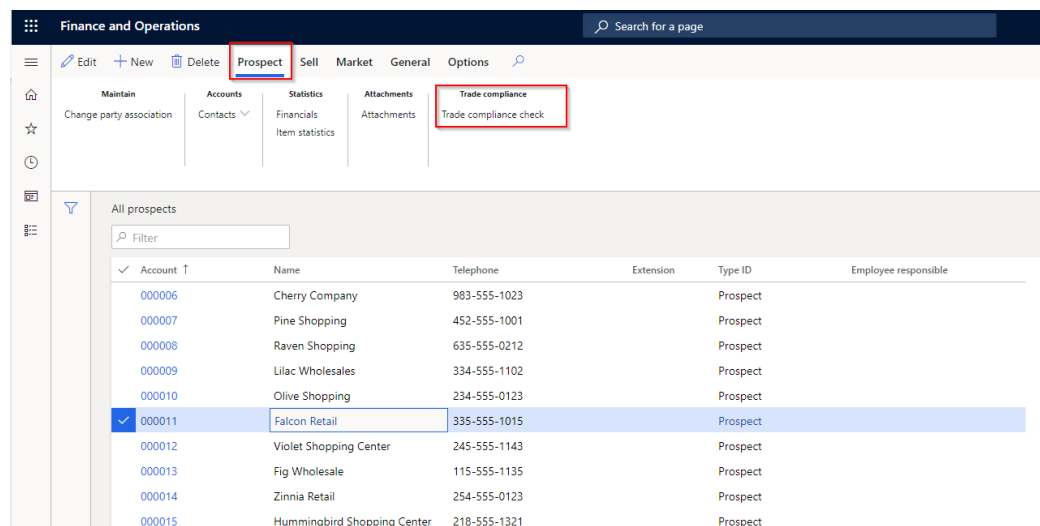 Finance and Operations
Search for a page
Edit New Delete Prospect Sell Market General Options
Maintain Accounts Statistics Attachments Trade compliance
Change party association Contacts Financials Attachments Trade compliance check
Item statistics
All prospects
Filter
Account Name Telephone Extension Type ID Employee responsible
000006 Cherry Company 983-555-1023 Prospect
000007 Pine Shopping 452-555-1001 Prospect
000008 Raven Shopping 635-555-0212 Prospect
000009 Lilac Wholesales 334-555-1102 Prospect
000010 Olive Shopping 234-555-0123 Prospect
000011 Falcon Retail 335-555-1015 Prospect
000012 Violet Shopping Center 245-555-1143 Prospect
000013 Fig Wholesale 115-555-1135 Prospect
000014 Zinnia Retail 254-555-0123 Prospect
000015 Hummingbird Shopping Center 218-555-1321 Prospect